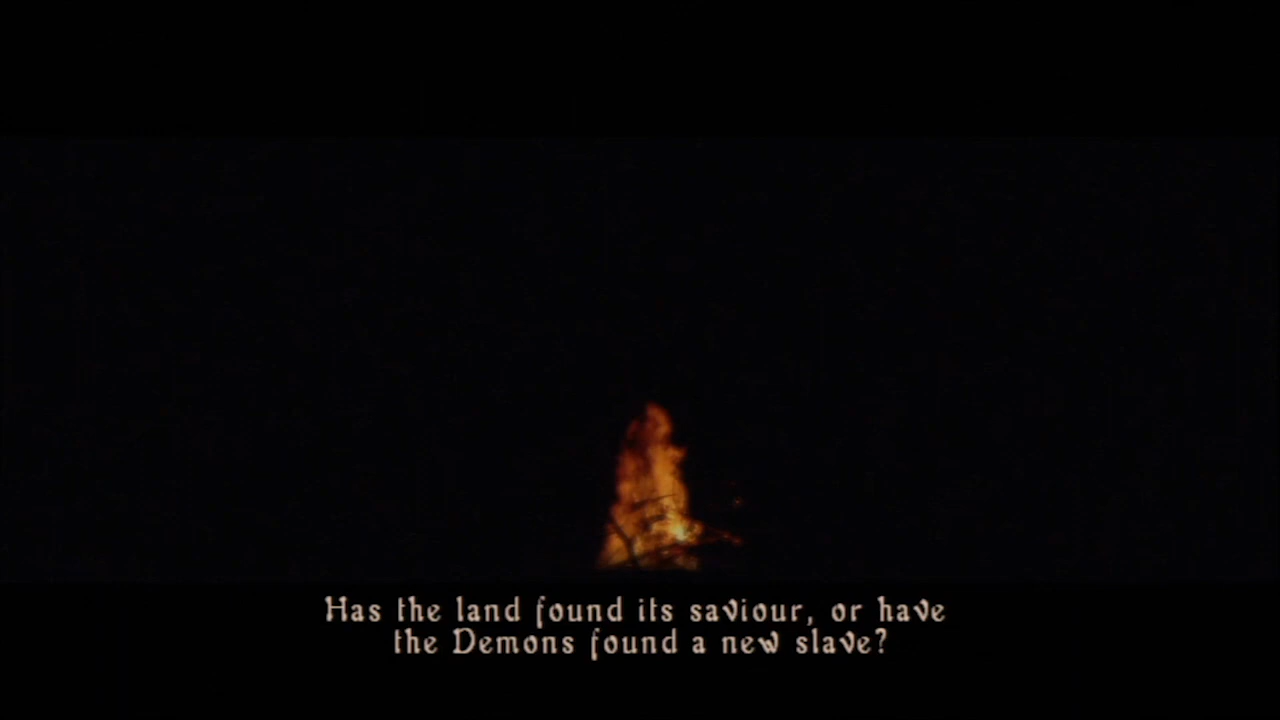 Has the land found its saviour, or have
the Demons found a new slave?